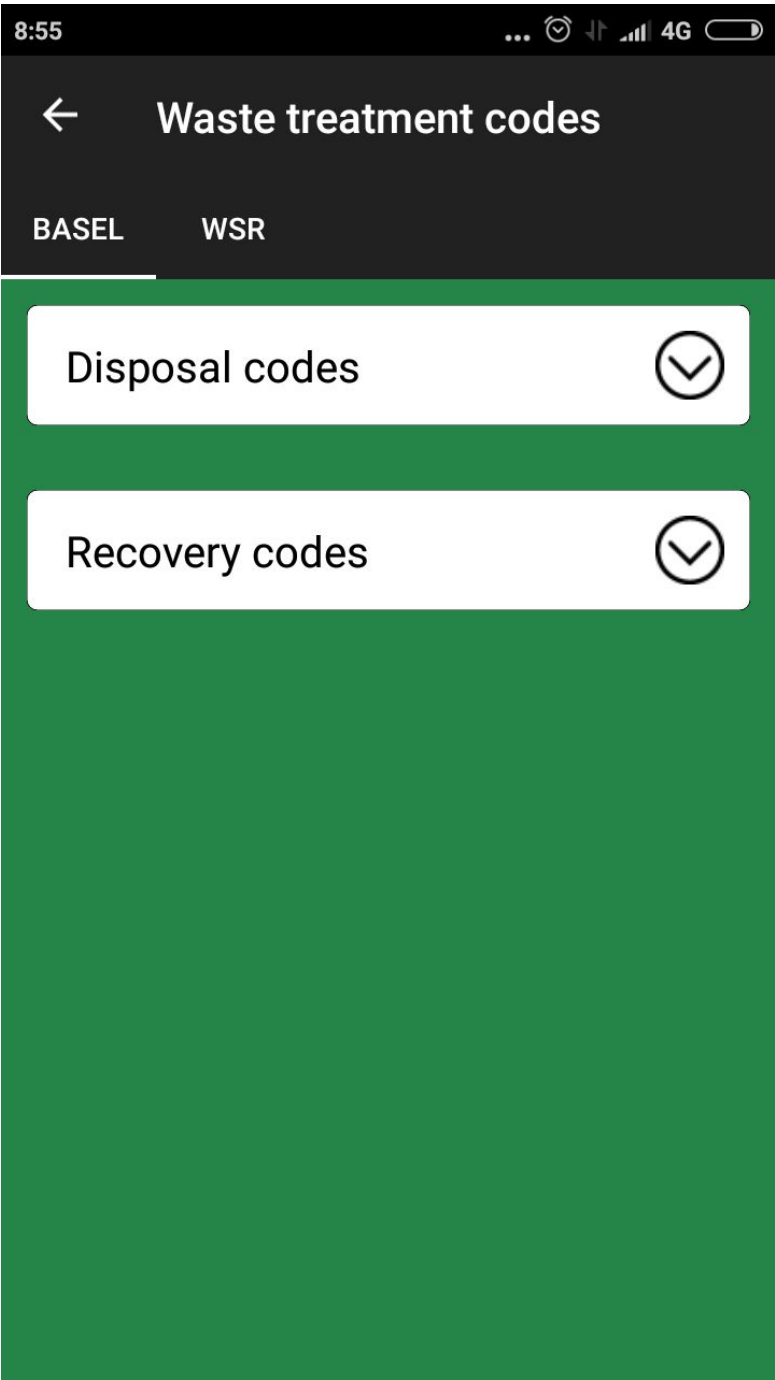 8:55 ... 4G
Waste treatment codes
BASEL WSR
Disposal codes
Recovery codes